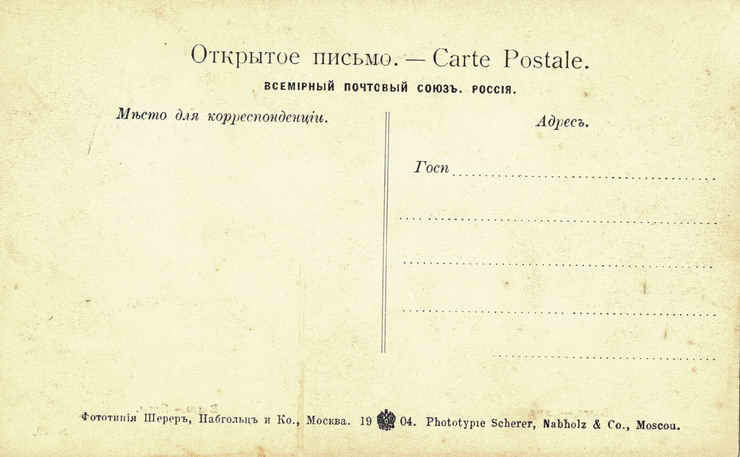 Открытое письмо. — Carte Postale.
ВСЕМІРНЫЙ ПОЧТОВЫЙ СОЮЗЪ. РОССІЯ.
Мѣсто для корреспонденціи.
Адресъ.
Госп
Фототипія Шереръ, Набгольцъ и Ко., Москва. 19 04. Phototypie Scherer, Nabholz & Co., Moscou.